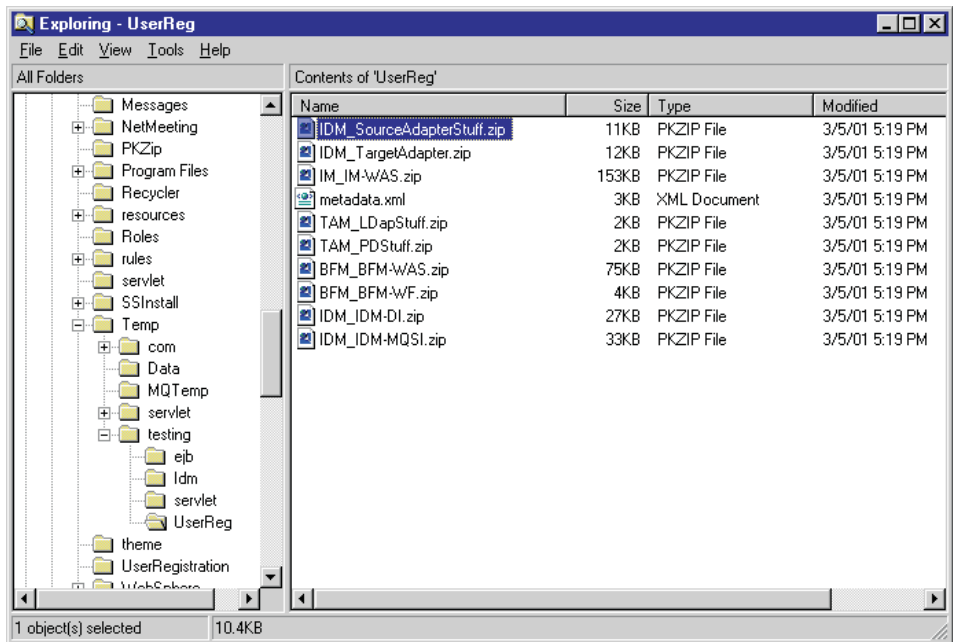 Exploring - UserReg
File Edit View Tools Help
All Folders
Contents of 'UserReg'
Messages
NetMeeting
PKZip
Program Files
Recycler
resources
Roles
rules
servlet
SSInstall
Temp
com
Data
MQTemp
servlet
testing
ejb
Idm
servlet
UserReg
theme
UserRegistration
WebSphere
Name Size Type Modified
IDM_SourceAdapterStuff.zip 11KB PKZIP File 3/5/01 5:19 PM
IDM_TargetAdapter.zip 12KB PKZIP File 3/5/01 5:19 PM
IM_IM-WAS.zip 153KB PKZIP File 3/5/01 5:19 PM
metadata.xml 3KB XML Document 3/5/01 5:19 PM
TAM_LDapStuff.zip 2KB PKZIP File 3/5/01 5:19 PM
TAM_PDStuff.zip 2KB PKZIP File 3/5/01 5:19 PM
BFM_BFM-WAS.zip 75KB PKZIP File 3/5/01 5:19 PM
BFM_BFM-WF.zip 4KB PKZIP File 3/5/01 5:19 PM
IDM_IDM-DI.zip 27KB PKZIP File 3/5/01 5:19 PM
IDM_IDM-MQSI.zip 33KB PKZIP File 3/5/01 5:19 PM
1 object(s) selected
10.4KB